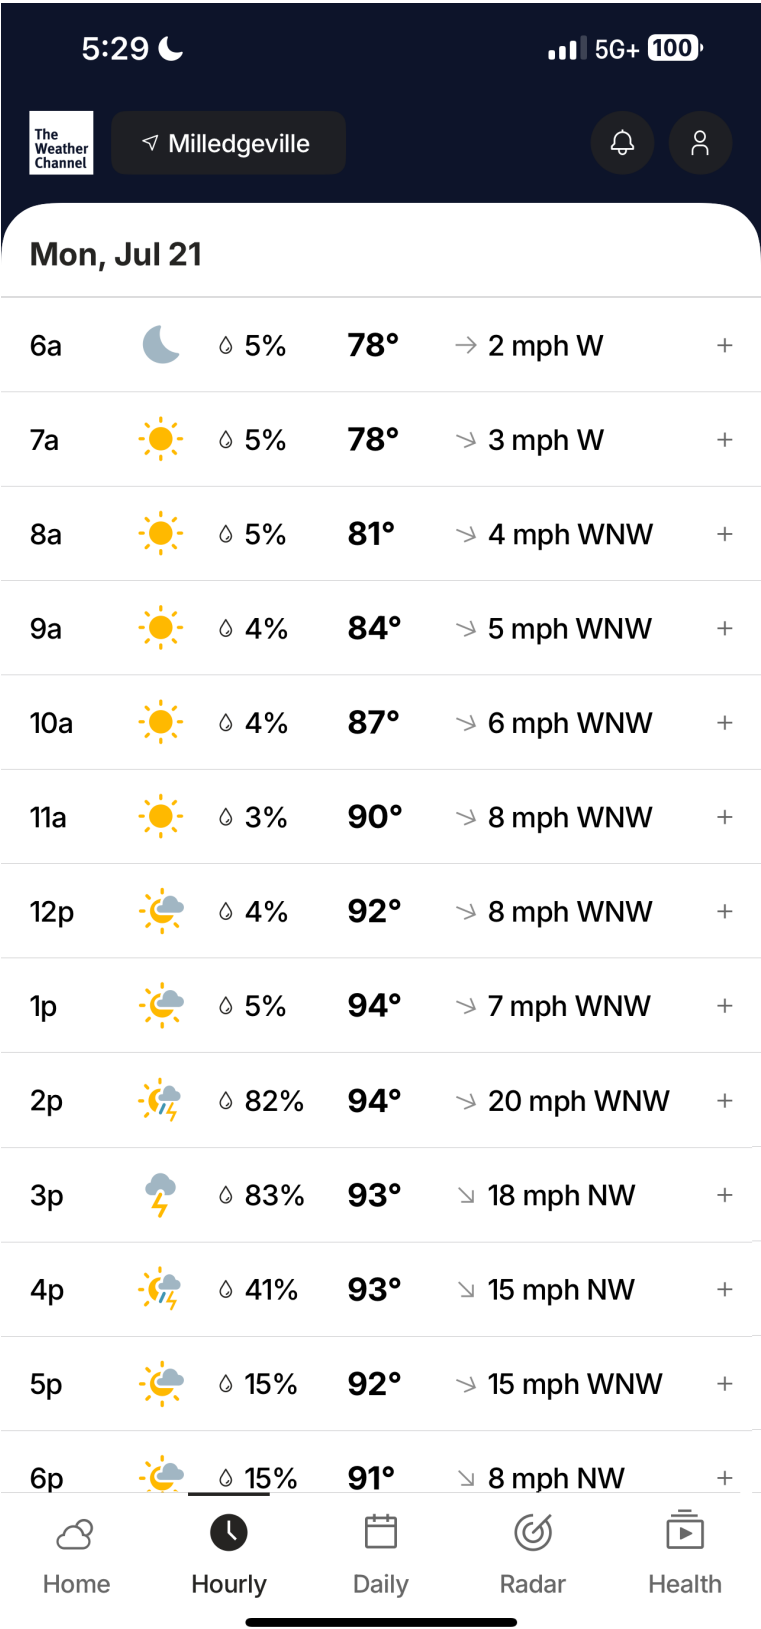 5:29 5G+ 100
The
Weather
Channel
Milledgeville
Mon, Jul 21
6a 5% 78° 2 mph W +
7a 5% 78° 3 mph W +
8a 5% 81° 4 mph WNW +
9a 4% 84° 5 mph WNW +
10a 4% 87° 6 mph WNW +
11a 3% 90° 8 mph WNW +
12p 4% 92° 8 mph WNW +
1p 5% 94° 7 mph WNW +
2p 82% 94° 20 mph WNW +
3p 83% 93° 18 mph NW +
4p 41% 93° 15 mph NW +
5p 15% 92° 15 mph WNW +
6p 15% 91° 8 mph NW +
Home Hourly Daily Radar Health